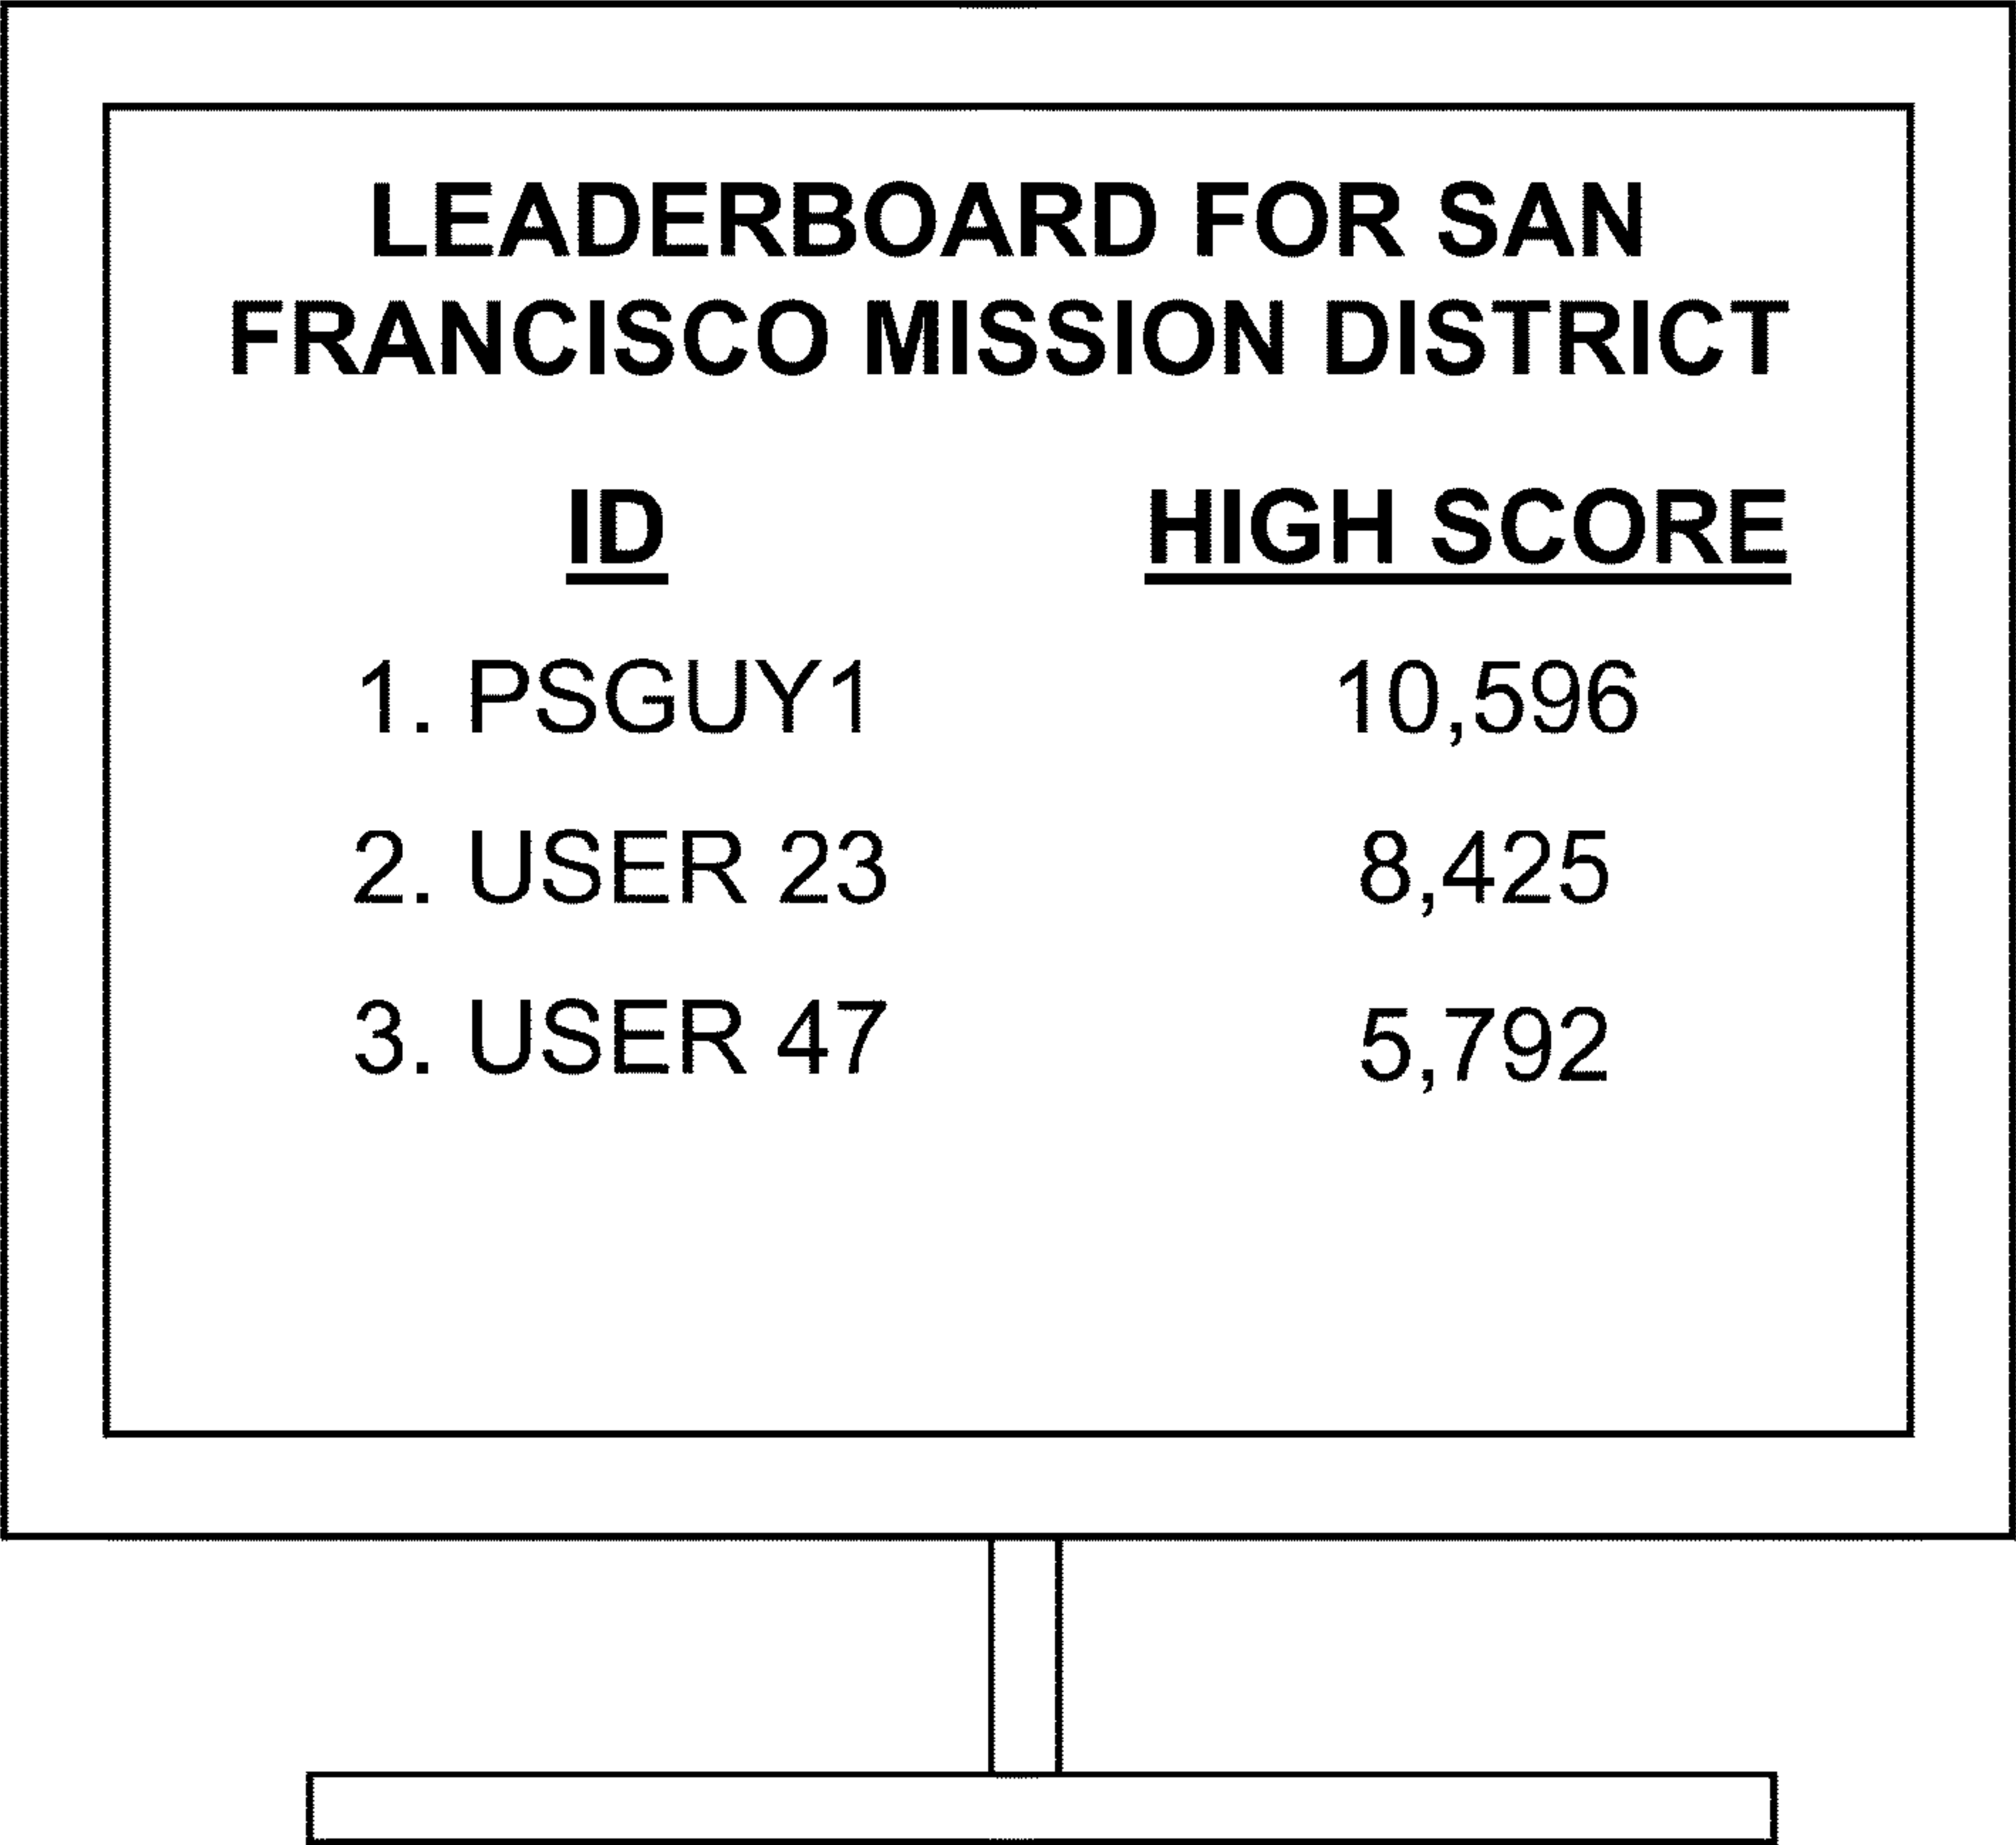 LEADERBOARD FOR SAN
FRANCISCO MISSION DISTRICT
ID HIGH SCORE
1. PSGUY1 10,596
2. USER 23 8,425
3. USER 47 5,792